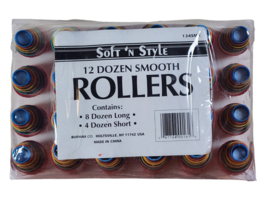 Soft 'n Style
12 DOZEN SMOOTH
ROLLERS
Contains:
• 8 Dozen Long •
• 4 Dozen Short •
MADE IN CHINA